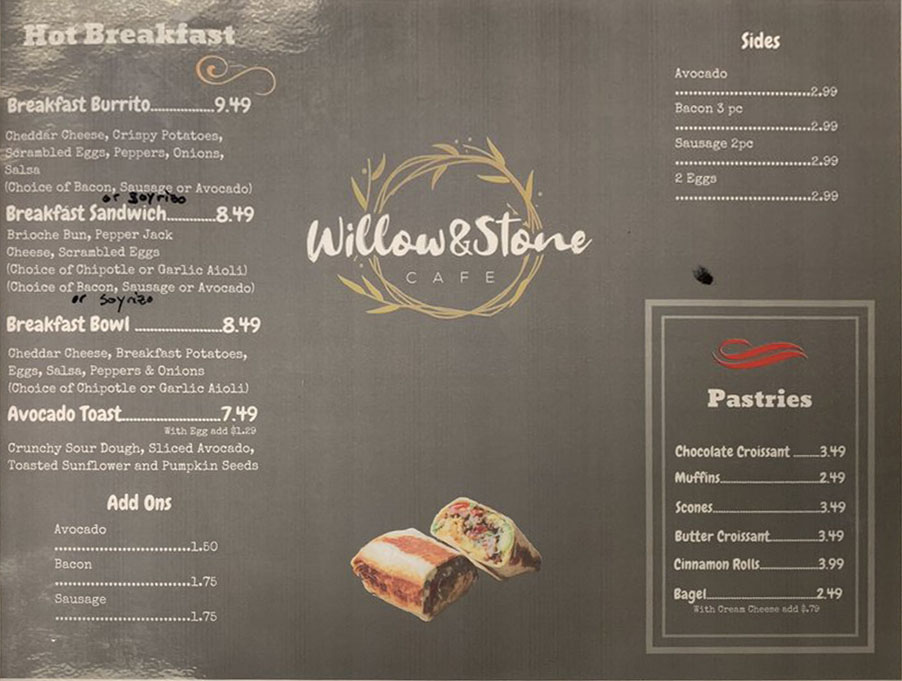 Hot Breakfast
Breakfast Burrito..............9.49
Cheddar Cheese, Crispy Potatoes,
Scrambled Eggs, Peppers, Onions,
Salsa
(Choice of Bacon, Sausage or Avocado)
or Soyrizo
Breakfast Sandwich...........8.49
Brioche Bun, Pepper Jack
Cheese, Scrambled Eggs
(Choice of Chipotle or Garlic Aioli)
(Choice of Bacon, Sausage or Avocado)
or Soyrizo
Breakfast Bowl ...................8.49
Cheddar Cheese, Breakfast Potatoes,
Eggs, Salsa, Peppers & Onions
(Choice of Chipotle or Garlic Aioli)
Avocado Toast......................7.49
With Egg add $1.29
Crunchy Sour Dough, Sliced Avocado,
Toasted Sunflower and Pumpkin Seeds
Add Ons
Avocado
..............................1.50
Bacon
..............................1.75
Sausage
..............................1.75
Willow&Stone
CAFE
Sides
Avocado
..............................2.99
Bacon 3 pc
..............................2.99
Sausage 2pc
..............................2.99
2 Eggs
..............................2.99
Pastries
Chocolate Croissant .......3.49
Muffins...........................2.49
Scones.............................3.49
Butter Croissant.............3.49
Cinnamon Rolls................3.99
Bagel..............................2.49
With Cream Cheese add $.79